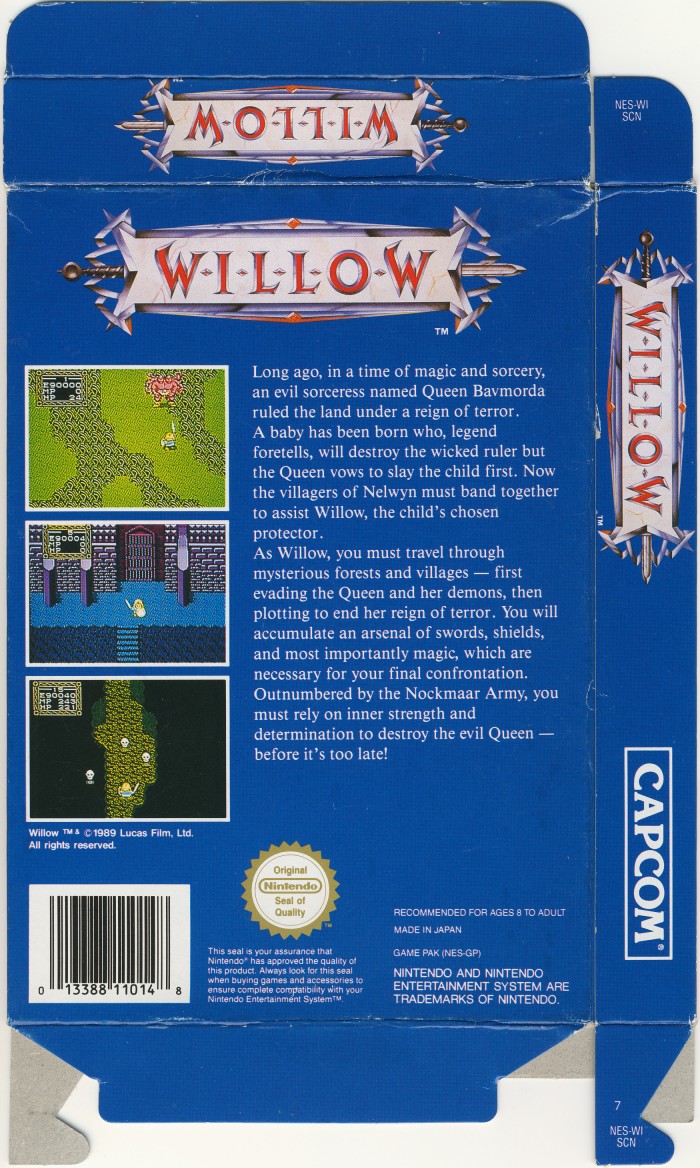 WILLOW
TM
NES-WI
SCN
WILLOW
TM
Long ago, in a time of magic and sorcery,
an evil sorceress named Queen Bavmorda
ruled the land under a reign of terror.
A baby has been born who, legend
foretells, will destroy the wicked ruler but
the Queen vows to slay the child first. Now
the villagers of Nelwyn must band together
to assist Willow, the child's chosen
protector.
As Willow, you must travel through
mysterious forests and villages — first
evading the Queen and her demons, then
plotting to end her reign of terror. You will
accumulate an arsenal of swords, shields,
and most importantly magic, which are
necessary for your final confrontation.
Outnumbered by the Nockmaar Army, you
must rely on inner strength and
determination to destroy the evil Queen —
before it's too late!
Willow ™ & ©1989 Lucas Film, Ltd.
All rights reserved.
0 13388 11014 8
Original
Nintendo
Seal of
Quality
TM
This seal is your assurance that
Nintendo® has approved the quality of
this product. Always look for this seal
when buying games and accessories to
ensure complete compatibility with your
Nintendo Entertainment System™.
RECOMMENDED FOR AGES 8 TO ADULT
MADE IN JAPAN
GAME PAK (NES-GP)
NINTENDO AND NINTENDO
ENTERTAINMENT SYSTEM ARE
TRADEMARKS OF NINTENDO.
WILLOW
TM
CAPCOM®
7
NES-WI
SCN